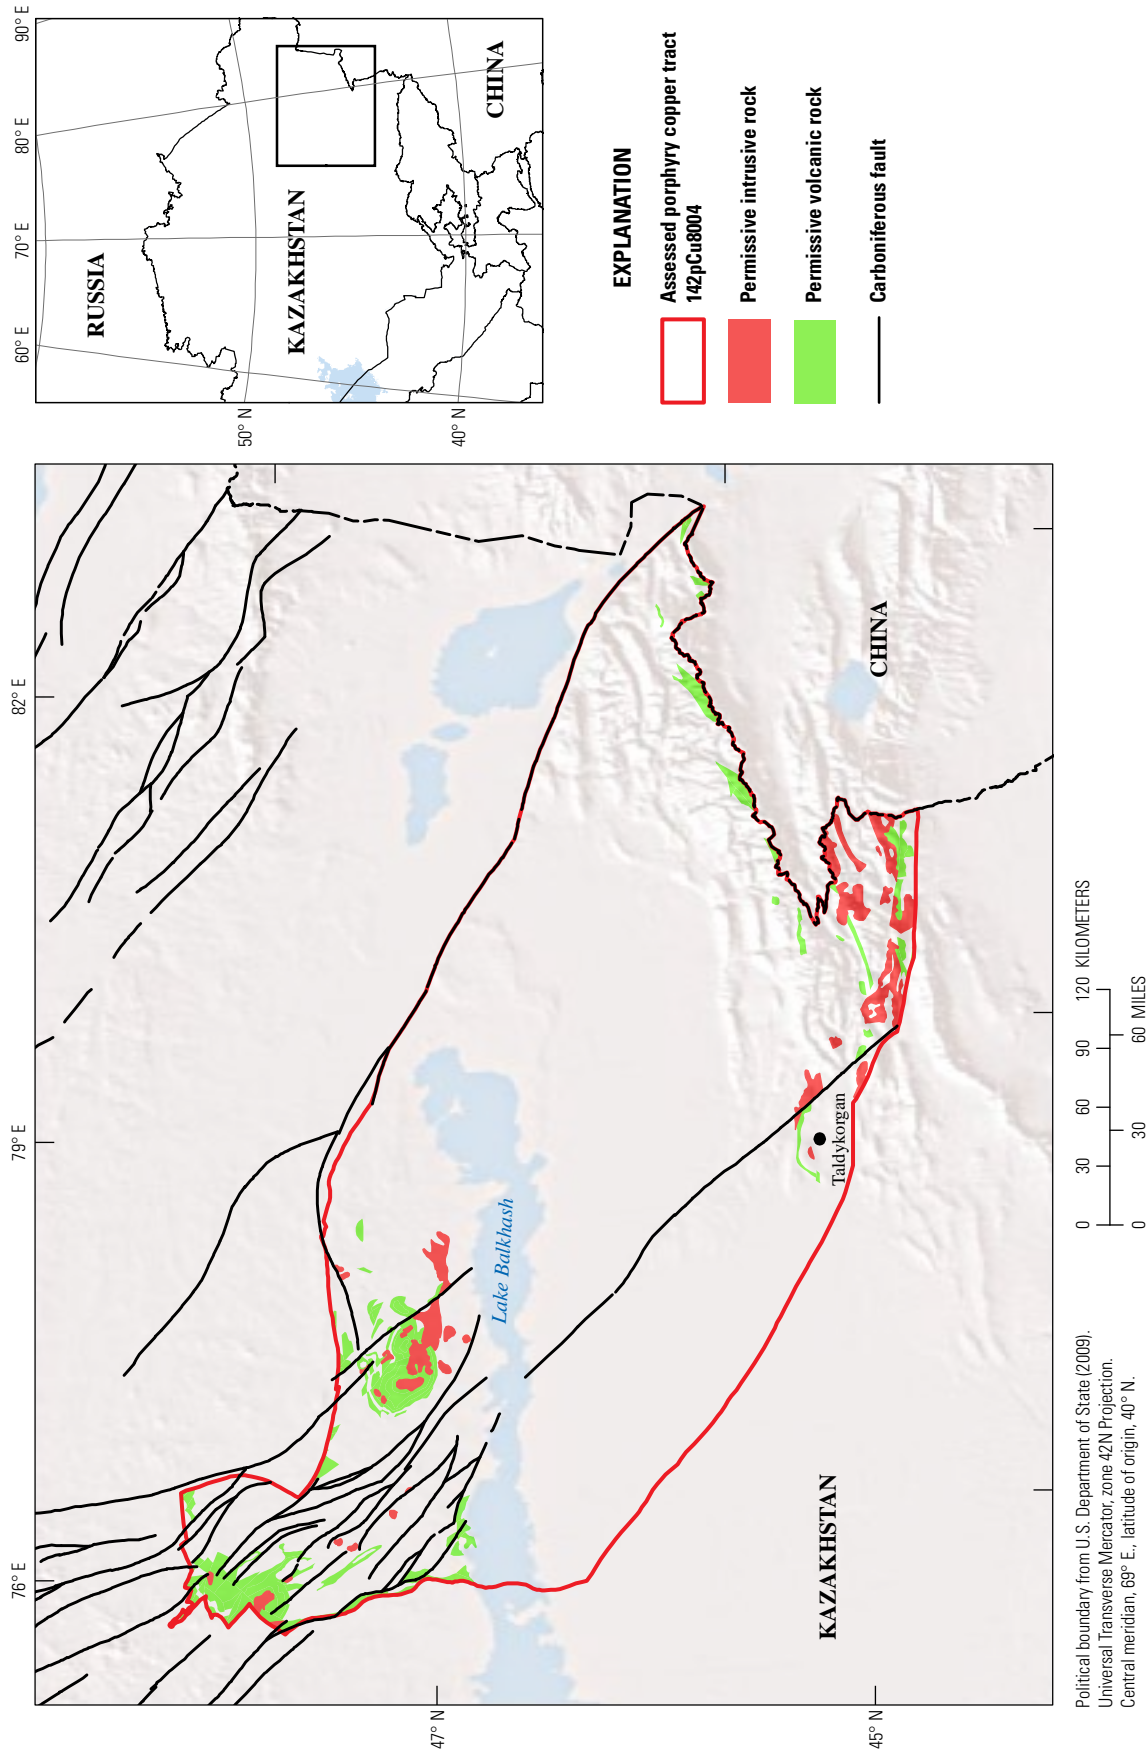 76° E
79° E
82° E
47° N
45° N
Lake Balkhash
Taldykorgan
KAZAKHSTAN
CHINA
60° E
70° E
80° E
90° E
50° N
40° N
RUSSIA
KAZAKHSTAN
CHINA
EXPLANATION
Assessed porphyry copper tract
142pCu8004
Permissive intrusive rock
Permissive volcanic rock
Carboniferous fault
0 30 60 90 120 KILOMETERS
0 30 60 MILES
Political boundary from U.S. Department of State (2009).
Universal Transverse Mercator, zone 42N Projection.
Central meridian, 69° E., latitude of origin, 40° N.